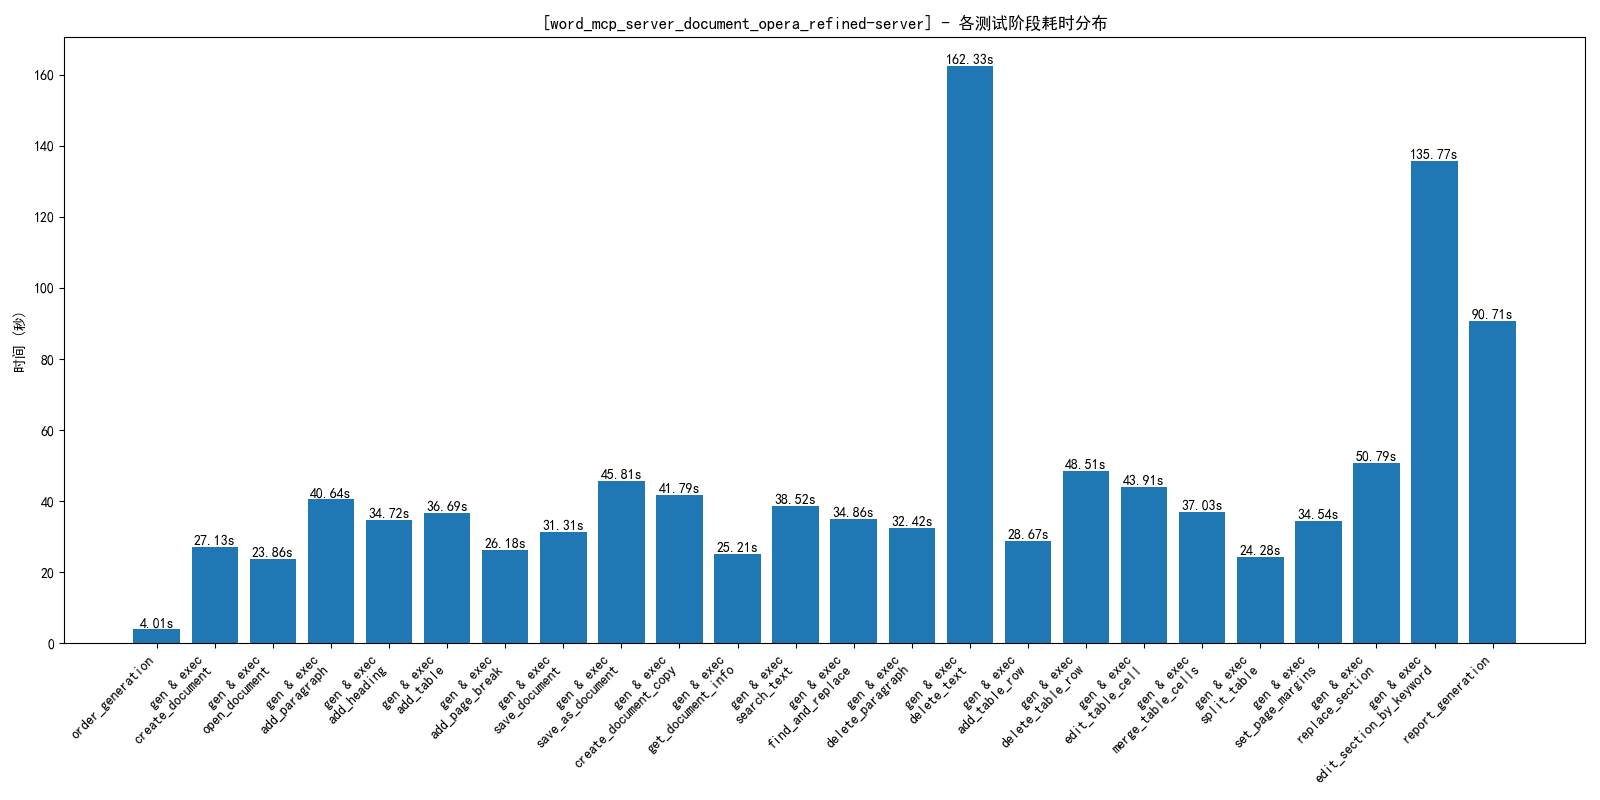 [word_mcp_server_document_opera_refined-server] - 各测试阶段耗时分布
时间 (秒)
160
140
120
100
80
60
40
20
0
4.01s
27.13s
23.86s
40.64s
34.72s
36.69s
26.18s
31.31s
45.81s
41.79s
25.21s
38.52s
34.86s
32.42s
162.33s
28.67s
48.51s
43.91s
37.03s
24.28s
34.54s
50.79s
135.77s
90.71s
order_generation
gen & exec
create_document
gen & exec
open_document
gen & exec
add_paragraph
gen & exec
add_heading
gen & exec
add_table
gen & exec
add_page_break
gen & exec
save_document
gen & exec
save_as_document
gen & exec
create_document_copy
gen & exec
get_document_info
gen & exec
search_text
gen & exec
find_and_replace
gen & exec
delete_paragraph
gen & exec
delete_text
gen & exec
add_table_row
gen & exec
delete_table_row
gen & exec
edit_table_cell
gen & exec
merge_table_cells
gen & exec
split_table
gen & exec
set_page_margins
gen & exec
replace_section
gen & exec
edit_section_by_keyword
report_generation